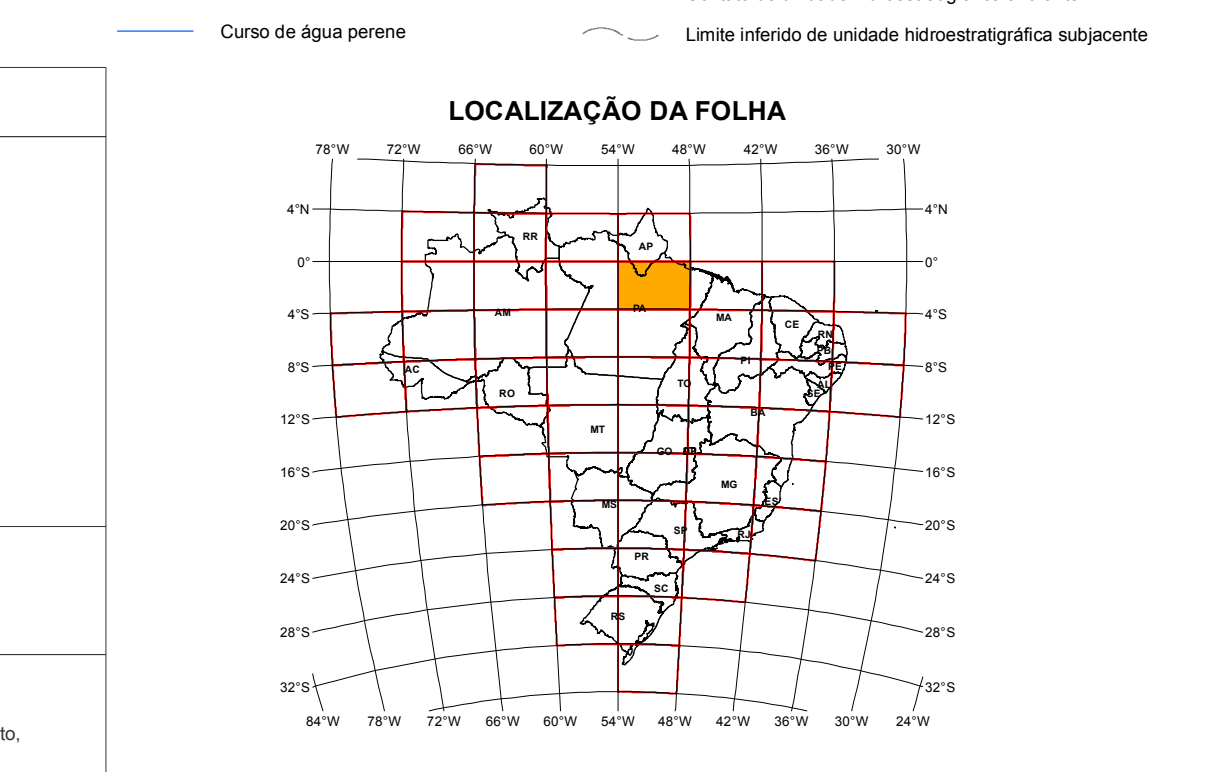 Curso de água perene
Limite inferido de unidade hidroestratigráfica subjacente
LOCALIZAÇÃO DA FOLHA
78°W 72°W 66°W 60°W 54°W 48°W 42°W 36°W 30°W
4°N 4°N
RR AP
0° 0°
4°S AM PA MA CE 4°S
RN
PB
PI
8°S AC PE 8°S
TO AL
RO SE
BA
12°S 12°S
MT
GO DF
16°S 16°S
MG
MS ES
20°S SP RJ 20°S
PR
24°S 24°S
SC
RS
28°S 28°S
32°S 32°S
84°W 78°W 72°W 66°W 60°W 54°W 48°W 42°W 36°W 30°W 24°W
to,